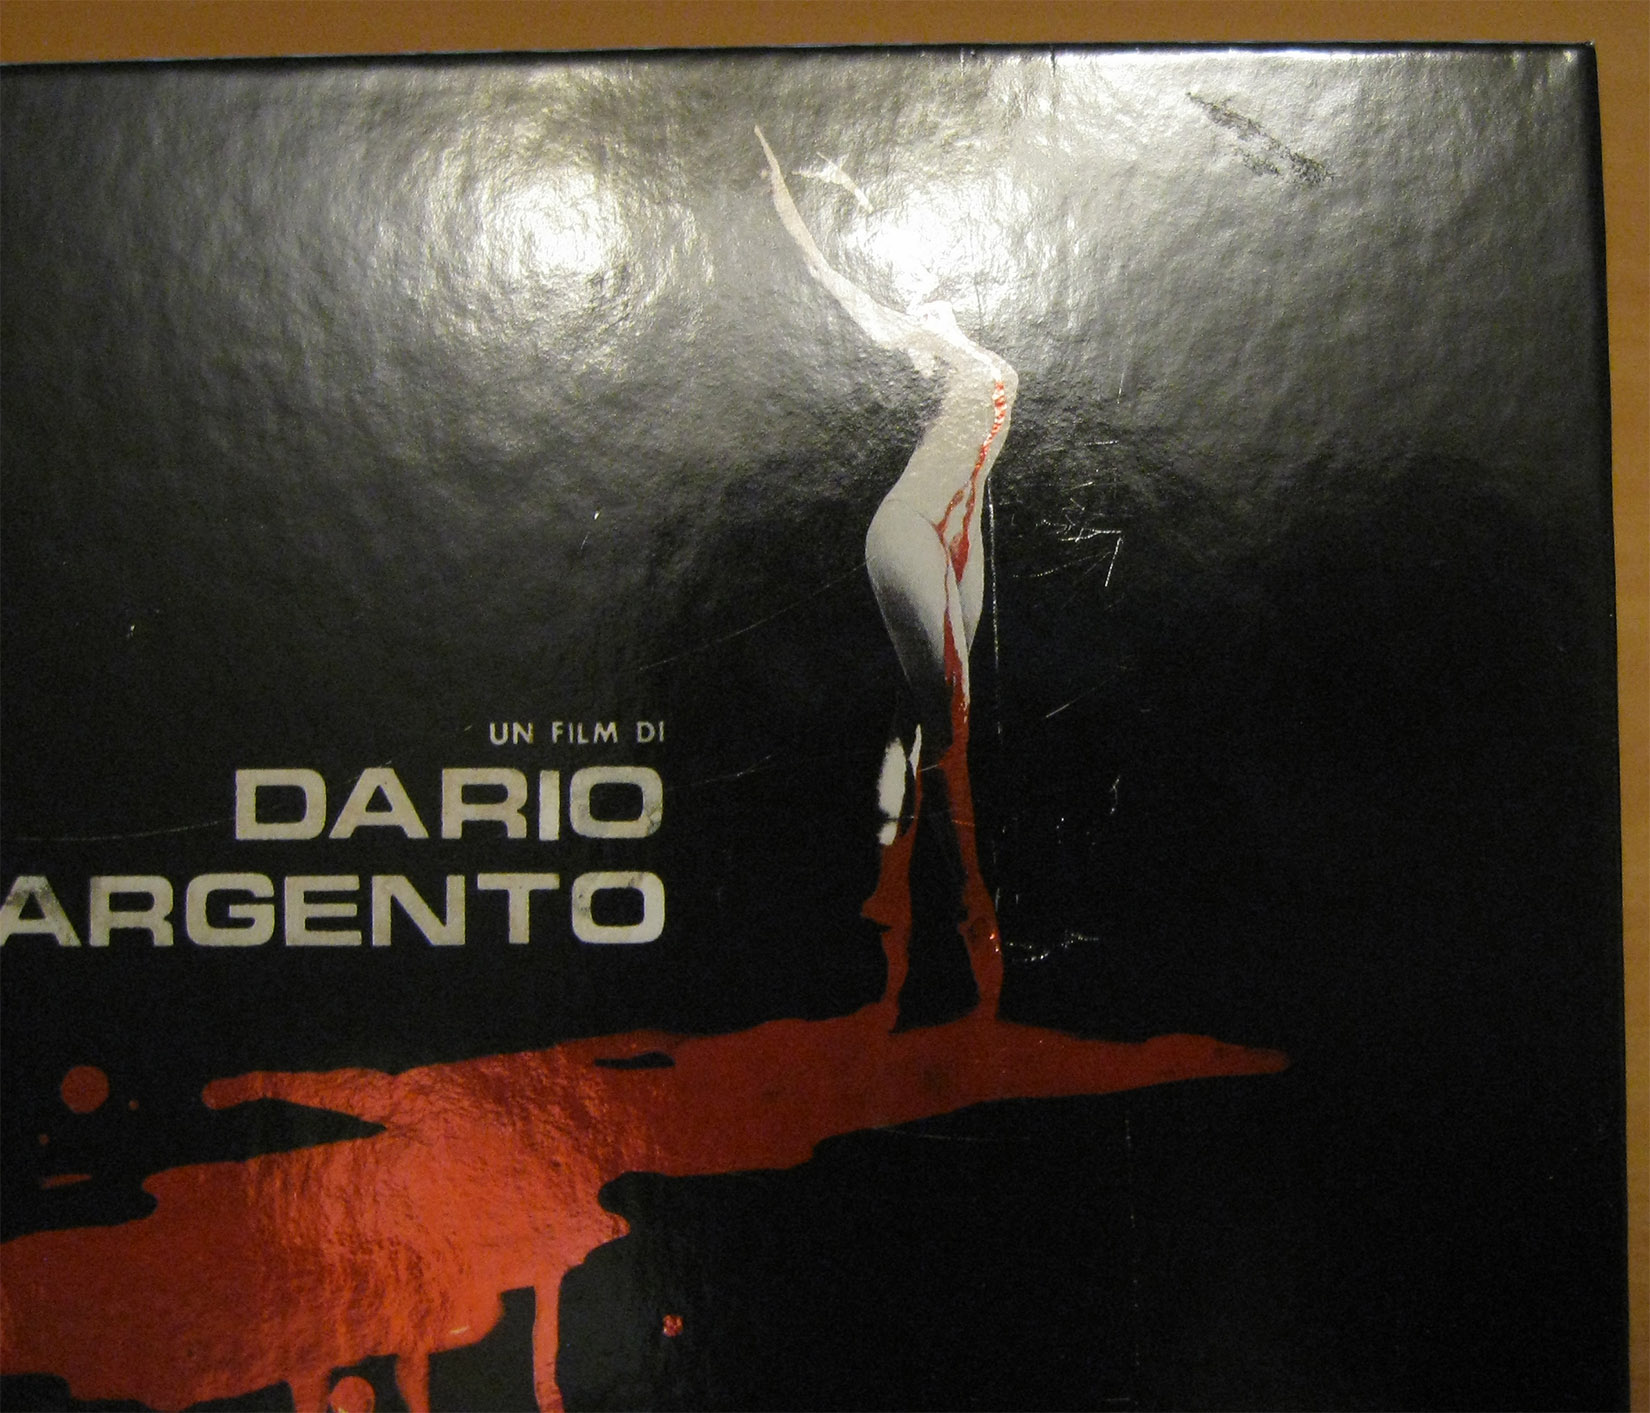 UN FILM DI
DARIO
ARGENTO